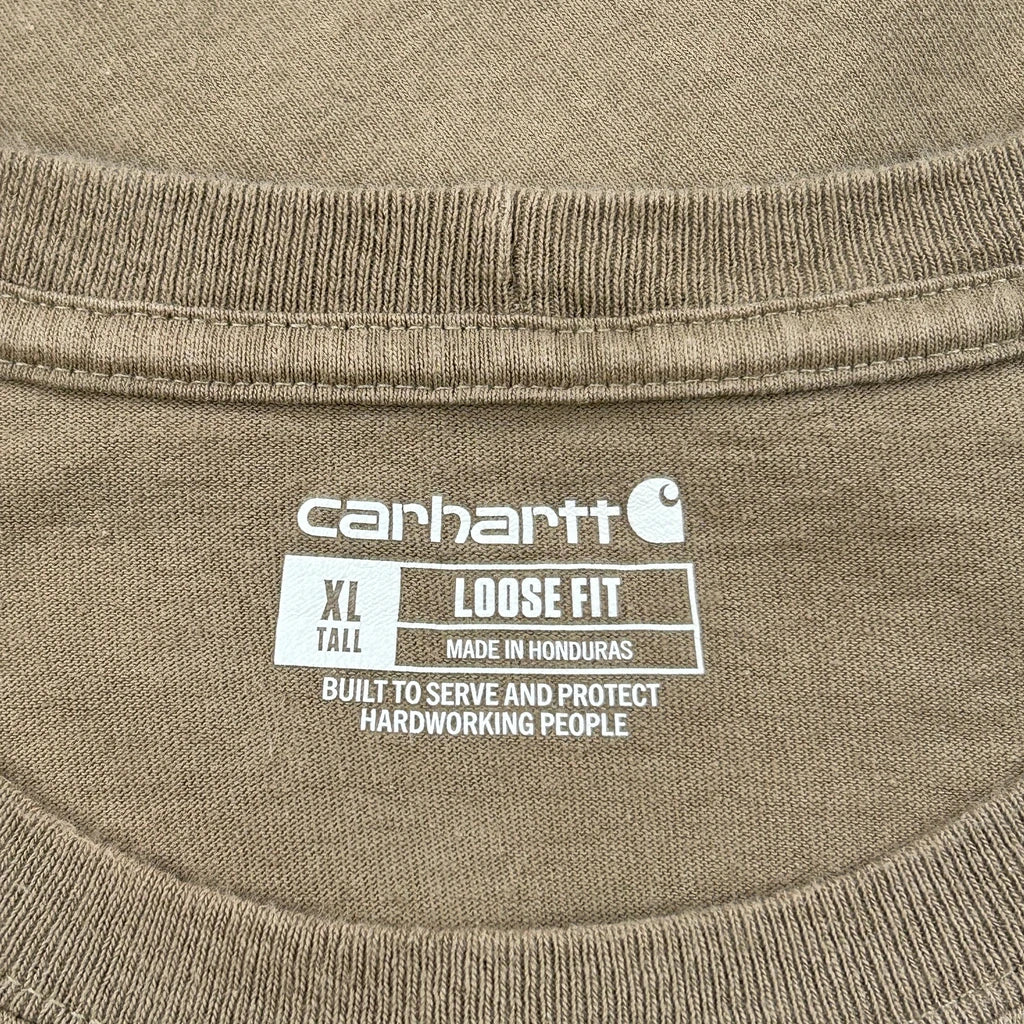 carhartt
XL
TALL
LOOSE FIT
MADE IN HONDURAS
BUILT TO SERVE AND PROTECT
HARDWORKING PEOPLE